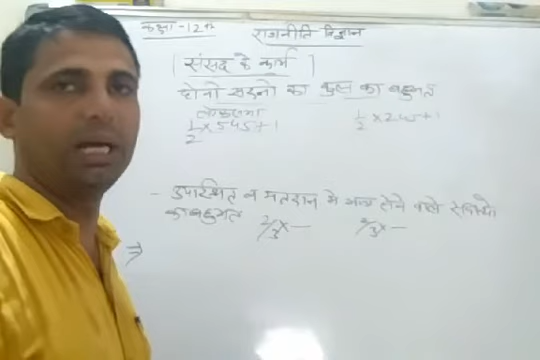 कक्षा-12th
राजनीति विज्ञान
संसद के कार्य
दोनो सदनो का कुल का बहुमत
लोकसभा
1/2 × 545 + 1
1/2 × 245 + 1
- उपस्थित व मतदान मे भाग लेने वाले सदस्यो
का बहुमत 2/3 × — 2/3 × —
⇒